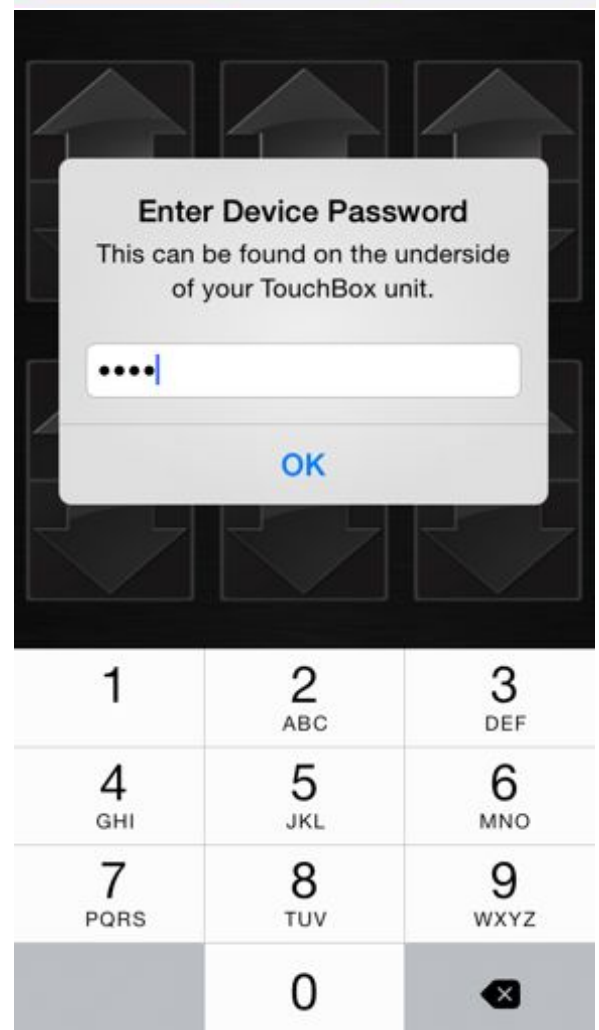 Enter Device Password
This can be found on the underside
of your TouchBox unit.
••••
OK
1 2 3
ABC DEF
4 5 6
GHI JKL MNO
7 8 9
PQRS TUV WXYZ
0